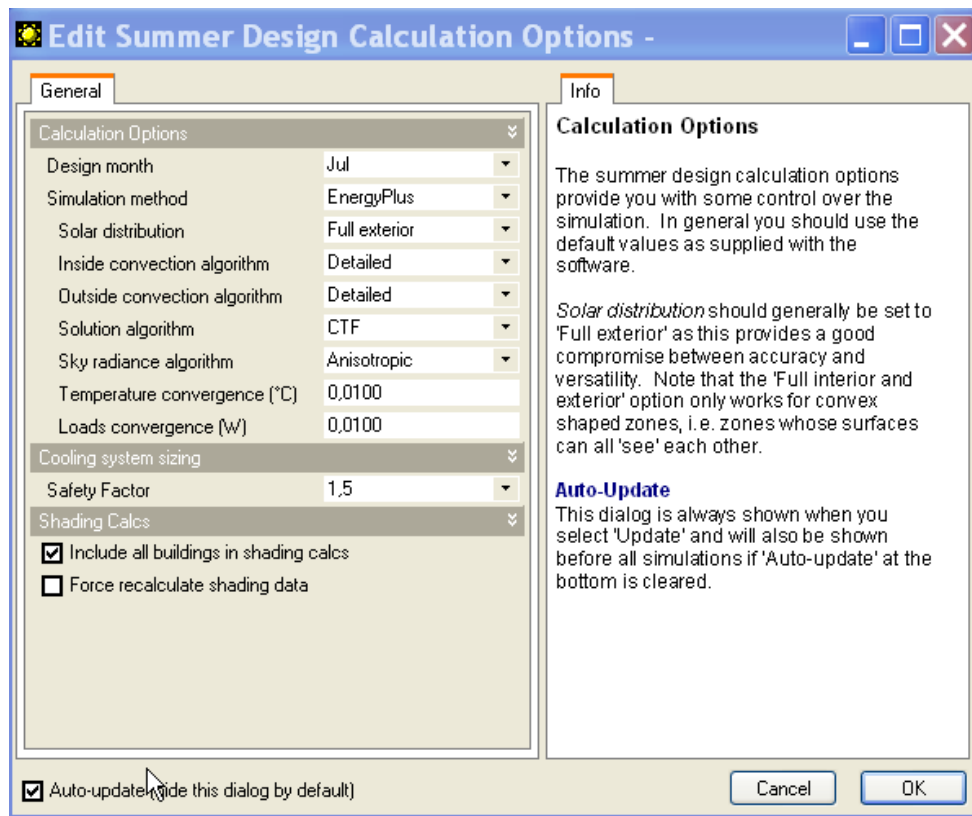 Edit Summer Design Calculation Options -
General
Calculation Options
Design month Jul
Simulation method EnergyPlus
Solar distribution Full exterior
Inside convection algorithm Detailed
Outside convection algorithm Detailed
Solution algorithm CTF
Sky radiance algorithm Anisotropic
Temperature convergence (°C) 0,0100
Loads convergence (W) 0,0100
Cooling system sizing
Safety Factor 1,5
Shading Calcs
Include all buildings in shading calcs
Force recalculate shading data
Info
Calculation Options
The summer design calculation options
provide you with some control over the
simulation. In general you should use the
default values as supplied with the
software.
Solar distribution should generally be set to
'Full exterior' as this provides a good
compromise between accuracy and
versatility. Note that the 'Full interior and
exterior' option only works for convex
shaped zones, i.e. zones whose surfaces
can all 'see' each other.
Auto-Update
This dialog is always shown when you
select 'Update' and will also be shown
before all simulations if 'Auto-update' at the
bottom is cleared.
Auto-update (hide this dialog by default)
Cancel OK